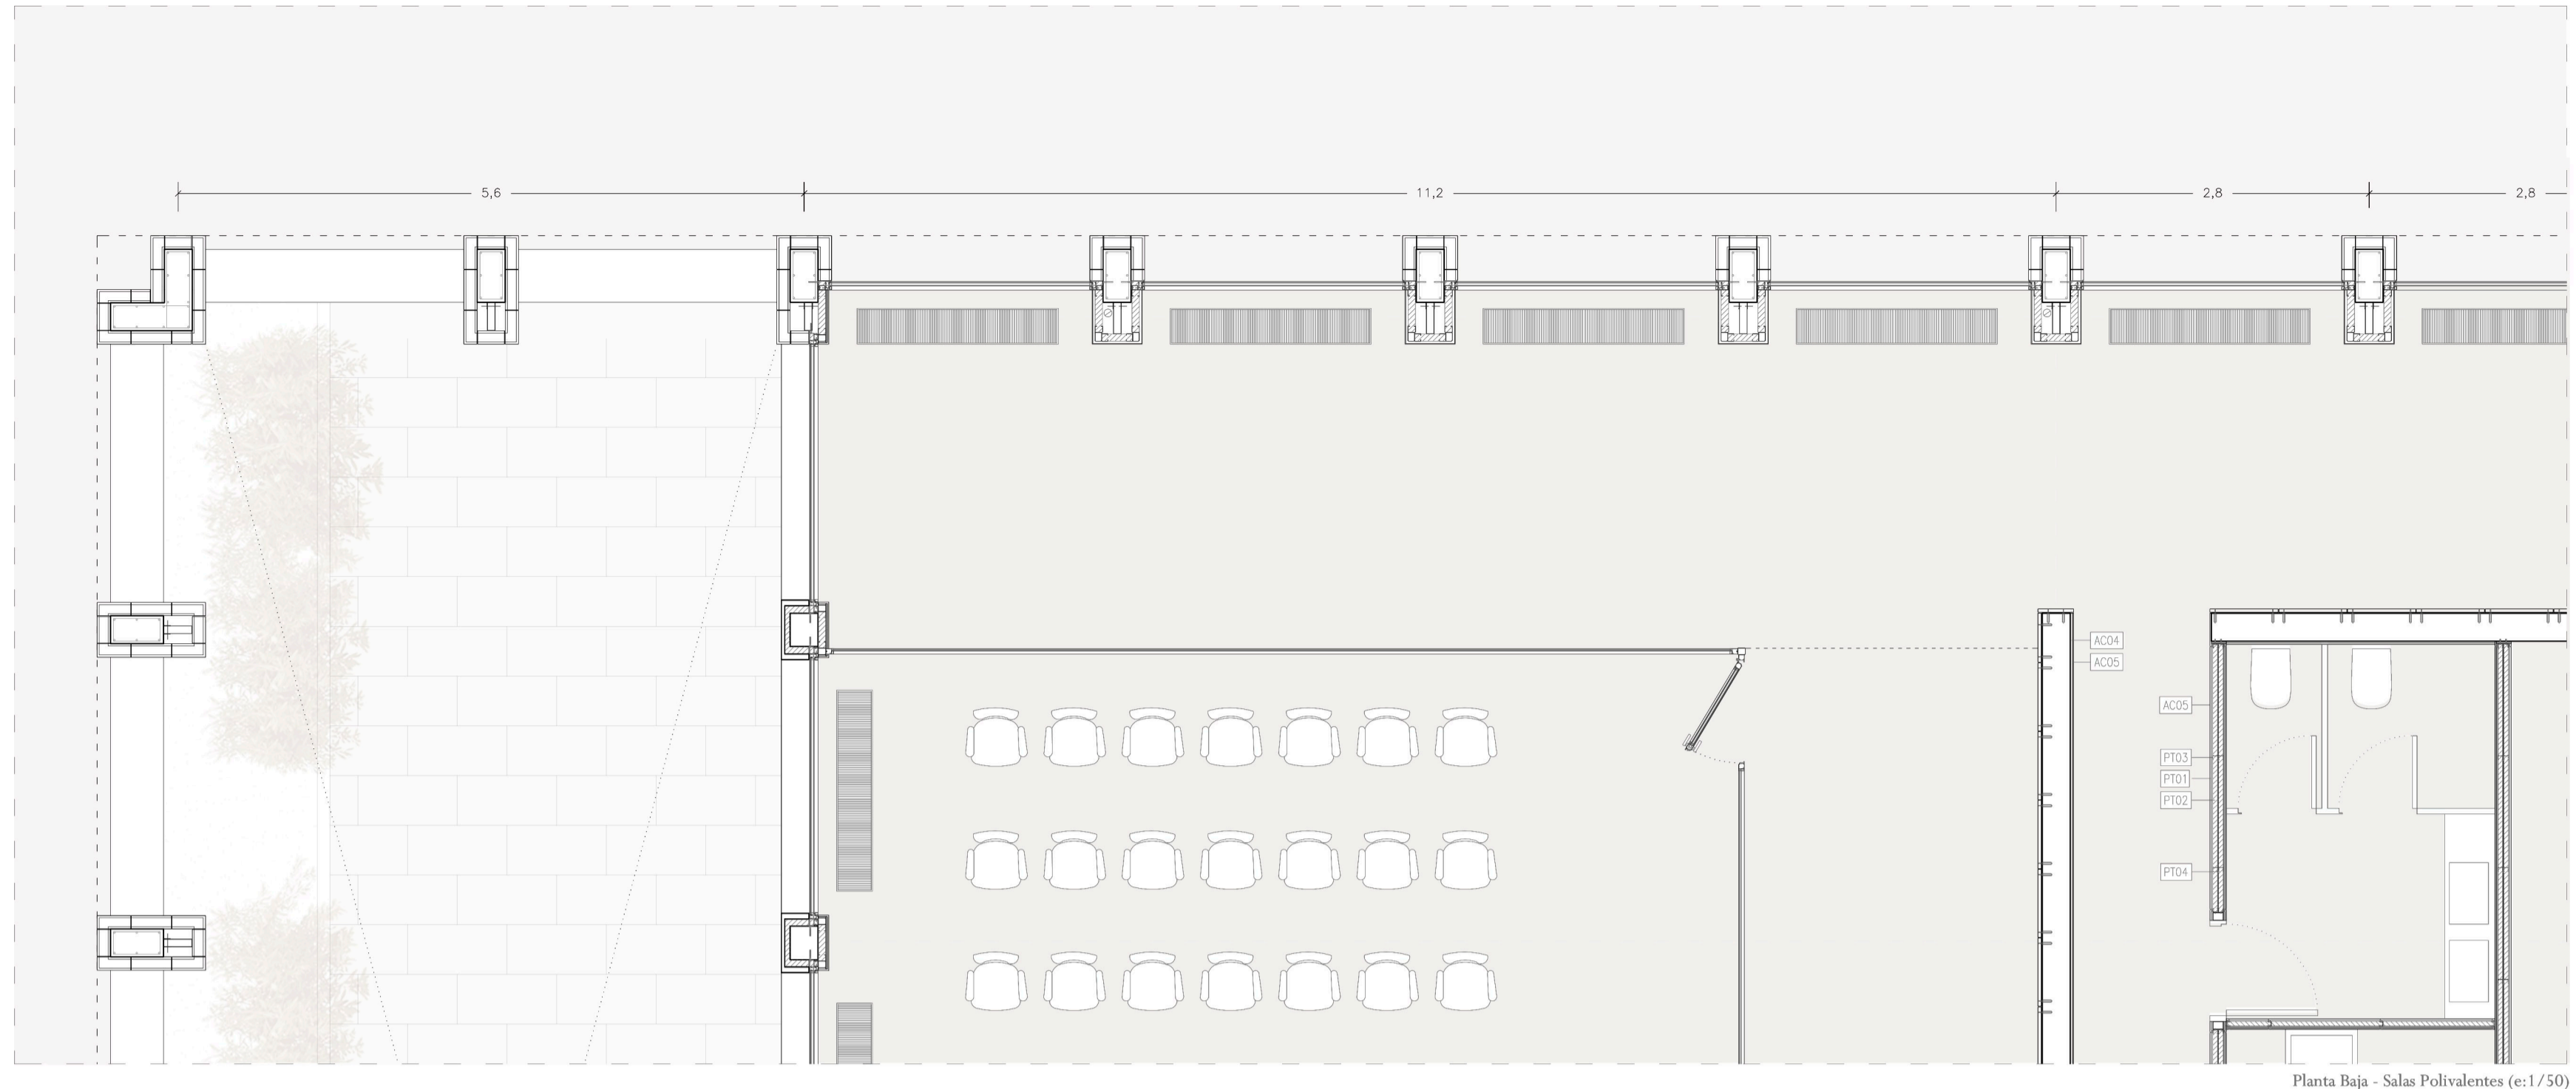 5,6
11,2
2,8
2,8
AC04
AC05
AC05
PT03
PT01
PT02
PT04
Planta Baja - Salas Polivalentes (e:1/50)